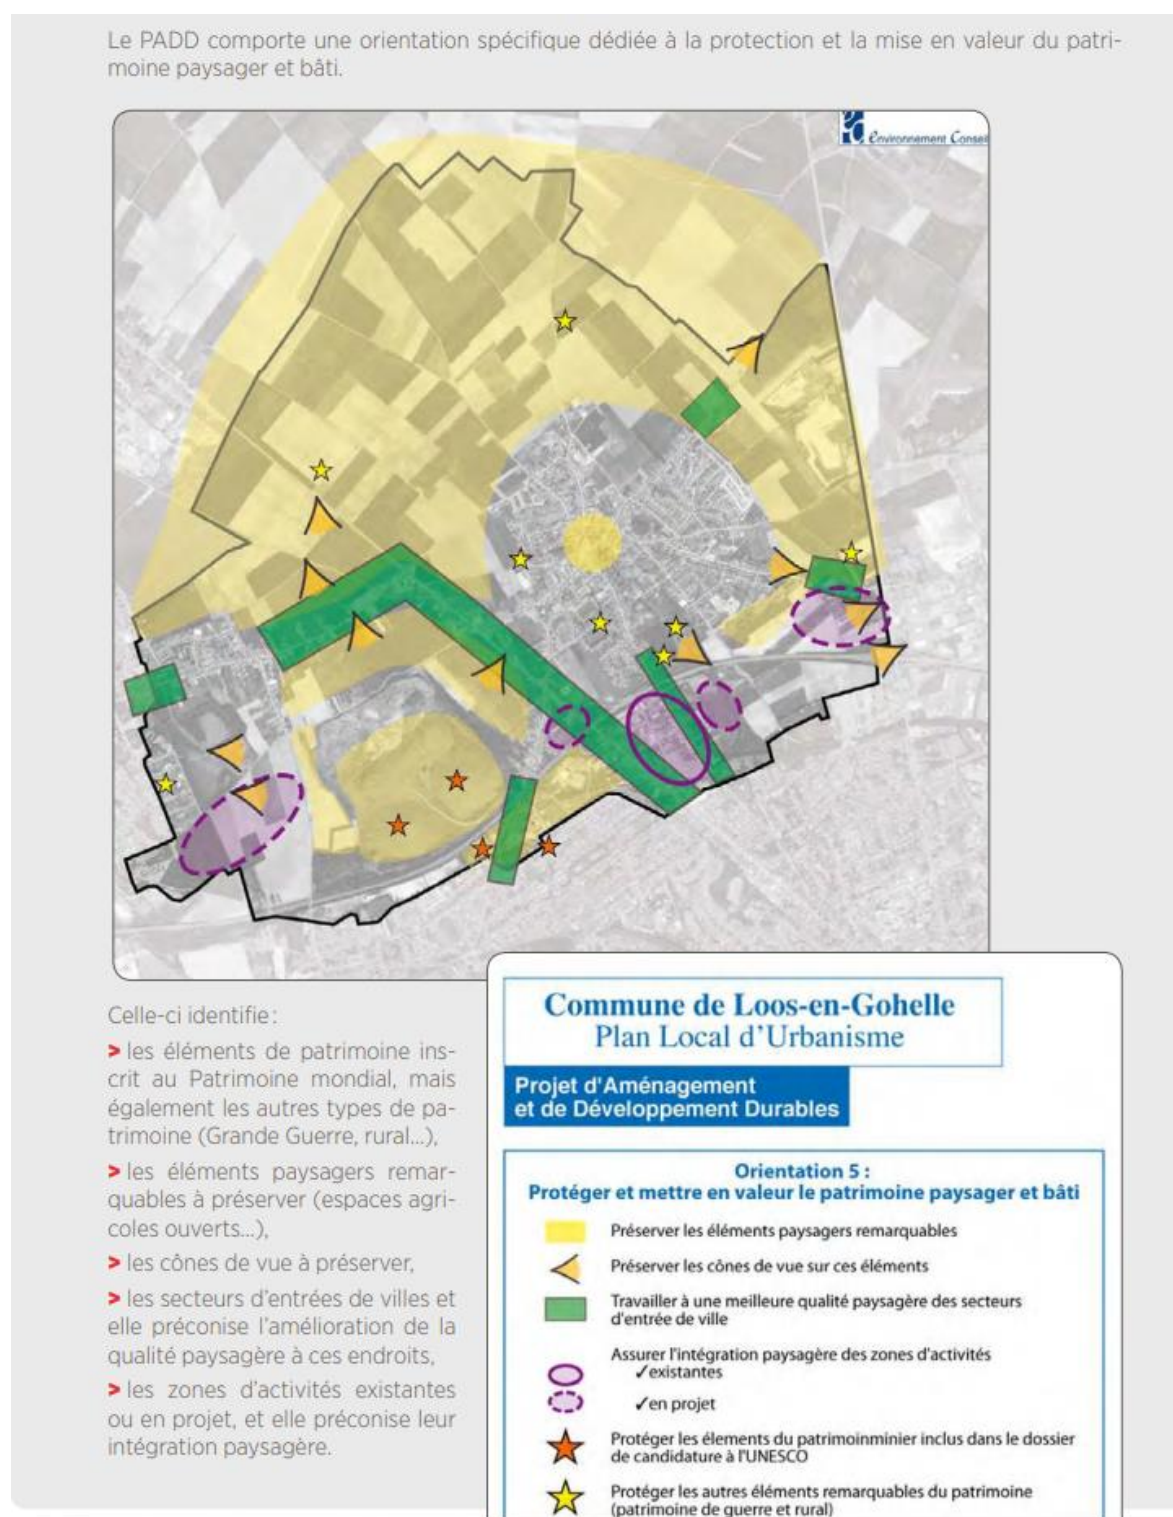 Le PADD comporte une orientation spécifique dédiée à la protection et la mise en valeur du patri-
moine paysager et bâti.
Environnement Conseil
Celle-ci identifie :
> les éléments de patrimoine ins-
crit au Patrimoine mondial, mais
également les autres types de pa-
trimoine (Grande Guerre, rural...),
> les éléments paysagers remar-
quables à préserver (espaces agri-
coles ouverts...),
> les cônes de vue à préserver,
> les secteurs d'entrées de villes et
elle préconise l'amélioration de la
qualité paysagère à ces endroits,
> les zones d'activités existantes
ou en projet, et elle préconise leur
intégration paysagère.
Commune de Loos-en-Gohelle
Plan Local d'Urbanisme
Projet d'Aménagement
et de Développement Durables
Orientation 5 :
Protéger et mettre en valeur le patrimoine paysager et bâti
Préserver les éléments paysagers remarquables
Préserver les cônes de vue sur ces éléments
Travailler à une meilleure qualité paysagère des secteurs
d'entrée de ville
Assurer l'intégration paysagère des zones d'activités
✓existantes
✓en projet
Protéger les élements du patrimoinminier inclus dans le dossier
de candidature à l'UNESCO
Protéger les autres éléments remarquables du patrimoine
(patrimoine de guerre et rural)